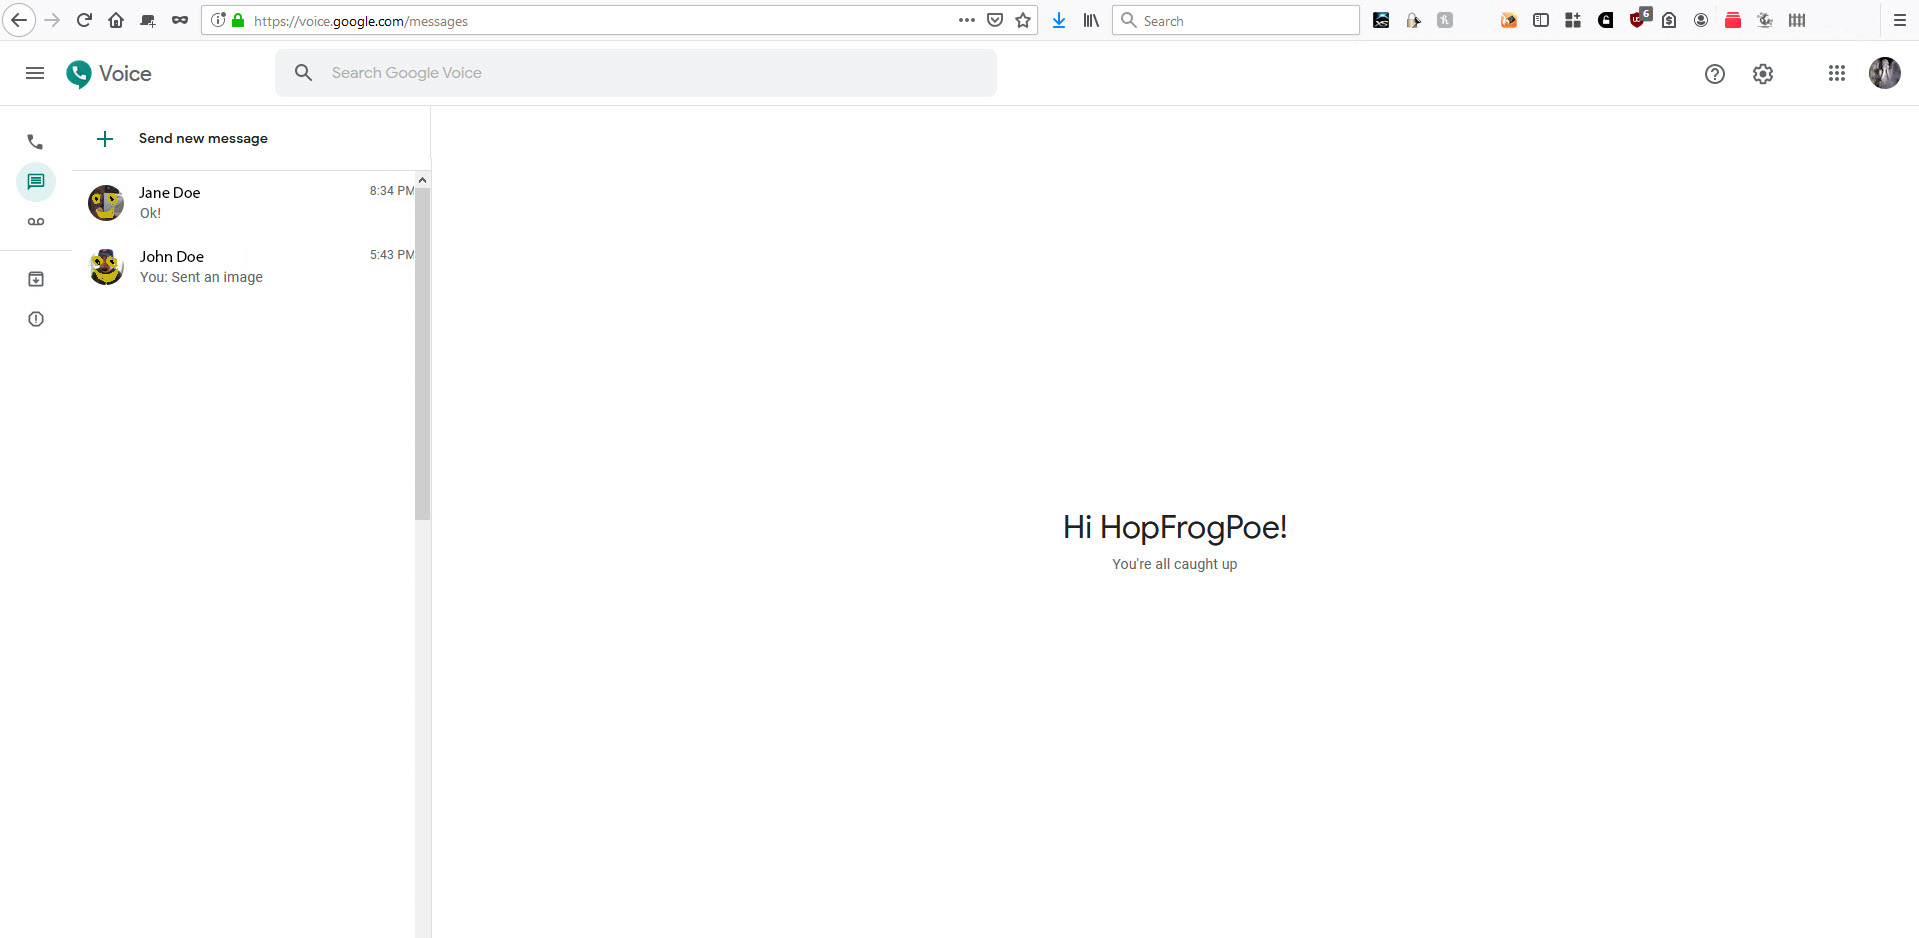 https://voice.google.com/messages
Search
6
Voice
Search Google Voice
Send new message
Jane Doe
8:34 PM
Ok!
John Doe
5:43 PM
You: Sent an image
Hi HopFrogPoe!
You're all caught up